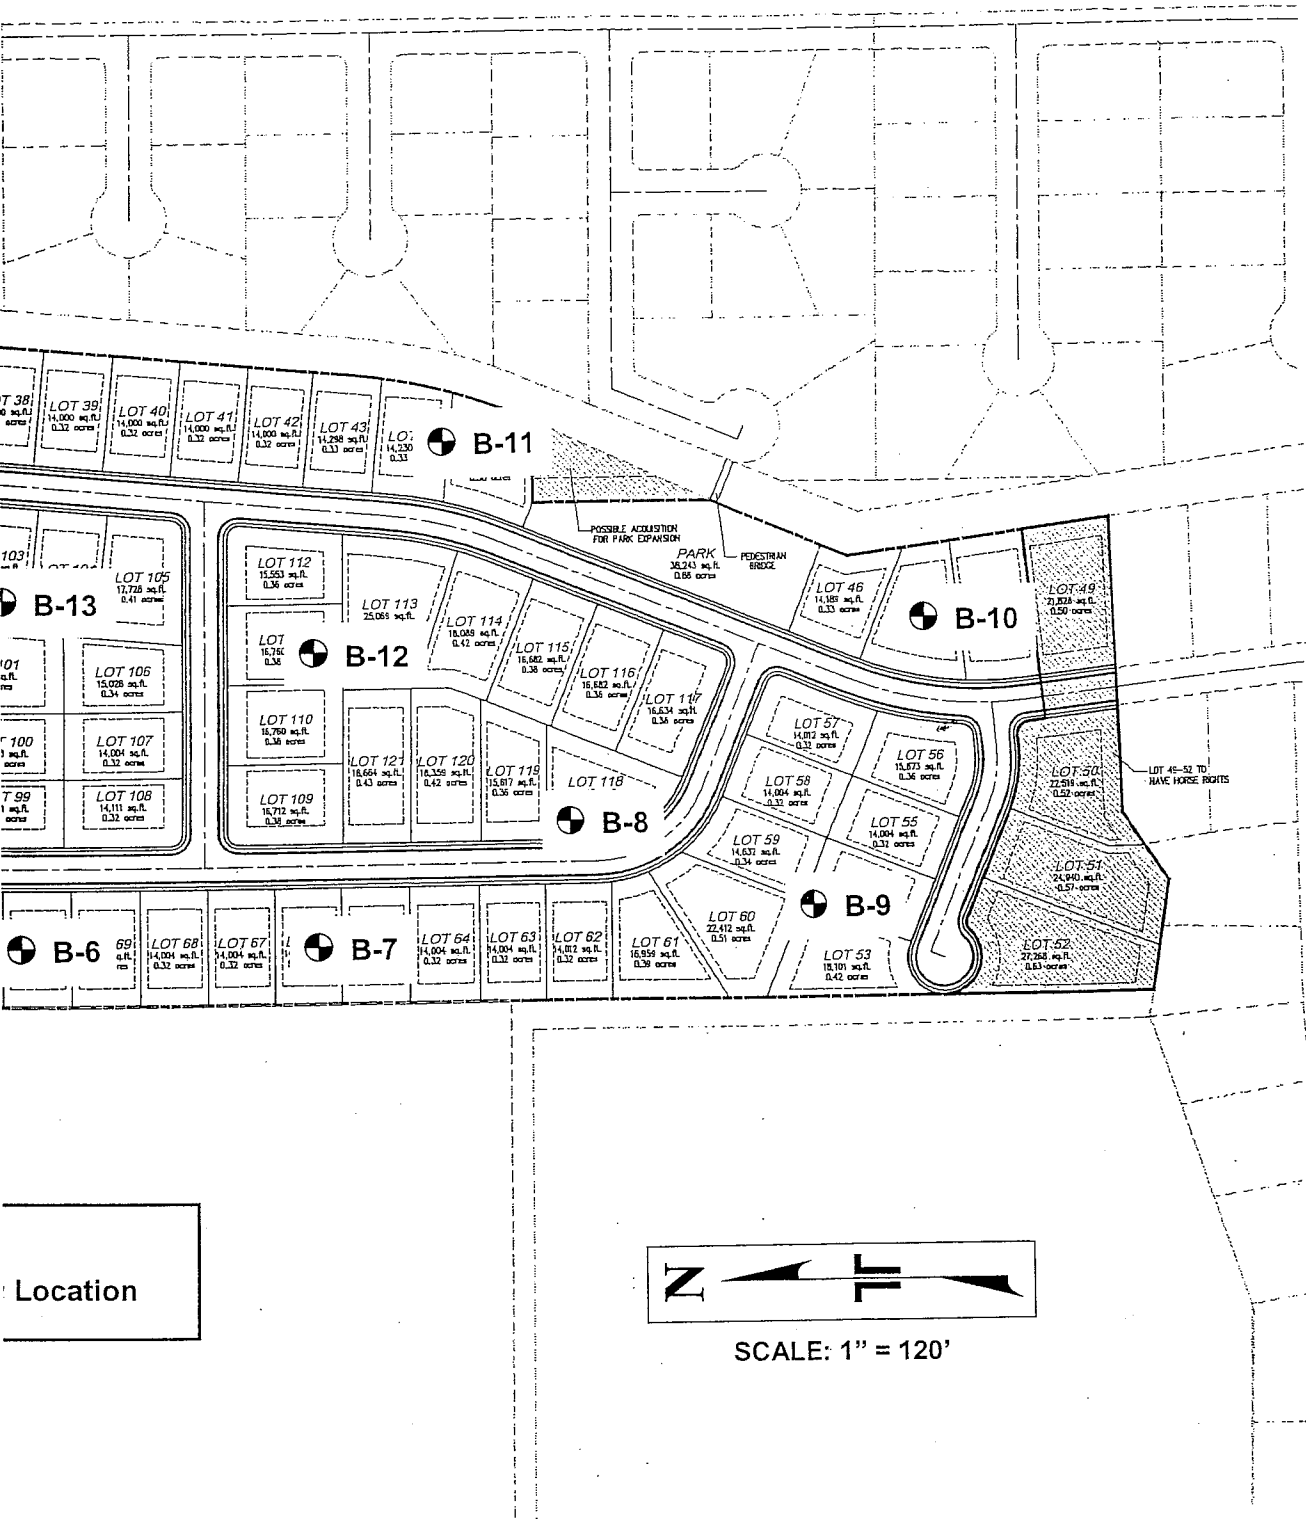 LOT 39
14,000 sq.ft.
0.32 acres
LOT 40
14,000 sq.ft.
0.32 acres
LOT 41
14,000 sq.ft.
0.32 acres
LOT 42
14,000 sq.ft.
0.32 acres
LOT 43
14,298 sq.ft.
0.33 acres
14,230
0.33
B-11
POSSIBLE ACQUISITION
FOR PARK EXPANSION
PARK
38,243 sq.ft.
0.88 acres
PEDESTRIAN
BRIDGE
LOT 46
14,189 sq.ft.
0.33 acres
B-10
LOT 49
21,828 sq.ft.
0.50 acres
103
LOT 105
17,728 sq.ft.
0.41 acres
B-13
LOT 112
15,553 sq.ft.
0.36 acres
LOT 113
25,069 sq.ft.
LOT 114
18,089 sq.ft.
0.42 acres
LOT 115
16,682 sq.ft.
0.38 acres
LOT 116
16,682 sq.ft.
0.38 acres
LOT 117
16,634 sq.ft.
0.38 acres
B-12
LOT 106
15,028 sq.ft.
0.34 acres
LOT 110
16,760 sq.ft.
0.38 acres
LOT 107
14,004 sq.ft.
0.32 acres
LOT 121
18,664 sq.ft.
0.43 acres
LOT 120
18,359 sq.ft.
0.42 acres
LOT 119
15,617 sq.ft.
0.36 acres
LOT 118
LOT 57
14,012 sq.ft.
0.32 acres
LOT 56
15,673 sq.ft.
0.36 acres
LOT 58
14,004 sq.ft.
0.32 acres
LOT 50
22,519 sq.ft.
0.52 acres
LOT 49-52 TO
HAVE HORSE RIGHTS
LOT 108
14,111 sq.ft.
0.32 acres
LOT 109
16,712 sq.ft.
0.38 acres
B-8
LOT 55
14,004 sq.ft.
0.32 acres
LOT 59
14,637 sq.ft.
0.34 acres
LOT 51
24,940 sq.ft.
0.57 acres
B-9
LOT 60
22,412 sq.ft.
0.51 acres
B-6
69
LOT 68
14,004 sq.ft.
0.32 acres
LOT 67
14,004 sq.ft.
0.32 acres
B-7
LOT 64
14,004 sq.ft.
0.32 acres
LOT 63
14,004 sq.ft.
0.32 acres
LOT 62
14,012 sq.ft.
0.32 acres
LOT 61
16,959 sq.ft.
0.39 acres
LOT 53
18,101 sq.ft.
0.42 acres
LOT 52
27,268 sq.ft.
0.63 acres
Location
N
SCALE: 1” = 120’